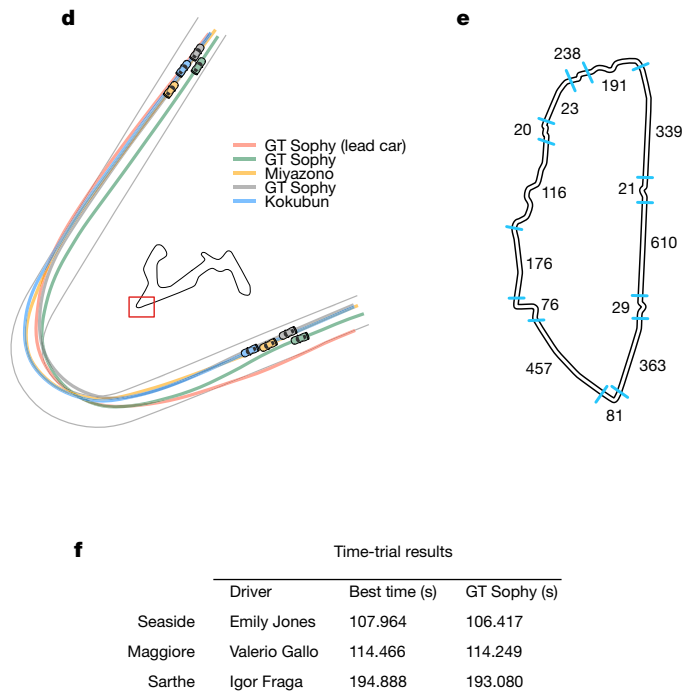 d
GT Sophy (lead car)
GT Sophy
Miyazono
GT Sophy
Kokubun
e
238
191
23
20
339
116
21
176
610
76
29
457
363
81
f
Time-trial results
Driver Best time (s) GT Sophy (s)
Seaside Emily Jones 107.964 106.417
Maggiore Valerio Gallo 114.466 114.249
Sarthe Igor Fraga 194.888 193.080